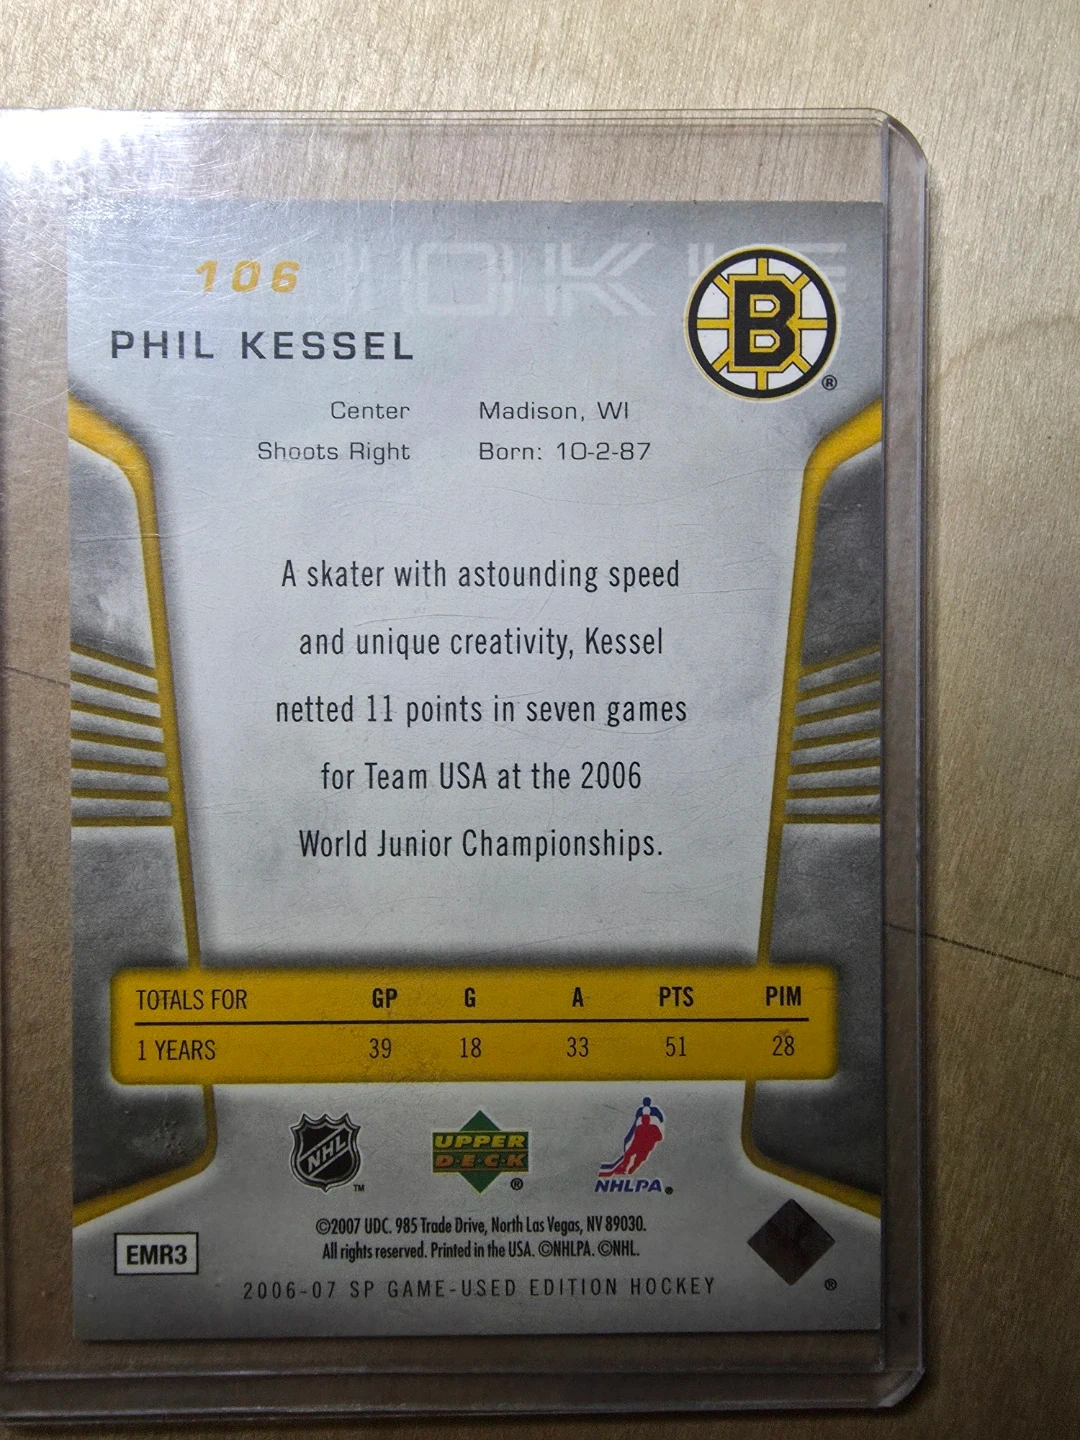 106
PHIL KESSEL
B ®
Center Madison, WI
Shoots Right Born: 10-2-87
A skater with astounding speed
and unique creativity, Kessel
netted 11 points in seven games
for Team USA at the 2006
World Junior Championships.
TOTALS FOR GP G A PTS PIM
1 YEARS 39 18 33 51 28
NHL ™ UPPER DECK ® NHLPA ®
©2007 UDC. 985 Trade Drive, North Las Vegas, NV 89030.
All rights reserved. Printed in the USA. ©NHLPA. ©NHL.
EMR3
2006-07 SP GAME-USED EDITION HOCKEY ®